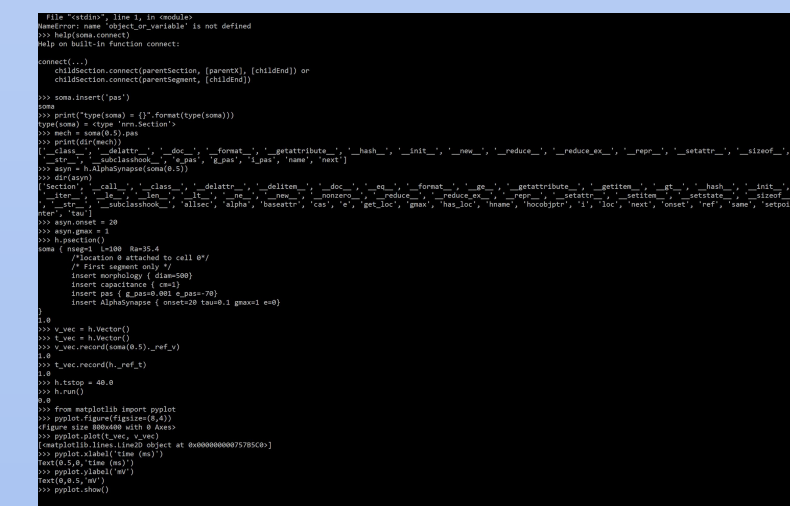 File "<stdin>", line 1, in <module>
NameError: name 'object_or_variable' is not defined
>>> help(soma.connect)
Help on built-in function connect:
connect(...)
childSection.connect(parentSection, [parentX], [childEnd]) or
childSection.connect(parentSegment, [childEnd])
>>> soma.insert('pas')
soma
>>> print("type(soma) = {}".format(type(soma)))
type(soma) = <type 'nrn.Section'>
>>> mech = soma(0.5).pas
>>> print(dir(mech))
['__class__', '__delattr__', '__doc__', '__format__', '__getattribute__', '__hash__', '__init__', '__new__', '__reduce__', '__reduce_ex__', '__repr__', '__setattr__', '__sizeof__',
'__str__', '__subclasshook__', 'e_pas', 'g_pas', 'i_pas', 'name', 'next']
>>> asyn = h.AlphaSynapse(soma(0.5))
>>> dir(asyn)
['Section', '__call__', '__class__', '__delattr__', '__delitem__', '__doc__', '__eq__', '__format__', '__ge__', '__getattribute__', '__getitem__', '__gt__', '__hash__', '__init__',
'__iter__', '__le__', '__len__', '__lt__', '__ne__', '__new__', '__nonzero__', '__reduce__', '__reduce_ex__', '__repr__', '__setattr__', '__setitem__', '__setstate__', '__sizeof__
', '__str__', '__subclasshook__', 'allsec', 'alpha', 'baseattr', 'cas', 'e', 'get_loc', 'gmax', 'has_loc', 'hname', 'hocobjptr', 'i', 'loc', 'next', 'onset', 'ref', 'same', 'setpoi
nter', 'tau']
>>> asyn.onset = 20
>>> asyn.gmax = 1
>>> h.psection()
soma { nseg=1  L=100  Ra=35.4
/*location 0 attached to cell 0*/
/* First segment only */
insert morphology { diam=500}
insert capacitance { cm=1}
insert pas { g_pas=0.001 e_pas=-70}
insert AlphaSynapse { onset=20 tau=0.1 gmax=1 e=0}
}
1.0
>>> v_vec = h.Vector()
>>> t_vec = h.Vector()
>>> v_vec.record(soma(0.5)._ref_v)
1.0
>>> t_vec.record(h._ref_t)
1.0
>>> h.tstop = 40.0
>>> h.run()
0.0
>>> from matplotlib import pyplot
>>> pyplot.figure(figsize=(8,4))
<Figure size 800x400 with 0 Axes>
>>> pyplot.plot(t_vec, v_vec)
[<matplotlib.lines.Line2D object at 0x000000000757B5C0>]
>>> pyplot.xlabel('time (ms)')
Text(0.5,0,'time (ms)')
>>> pyplot.ylabel('mV')
Text(0,0.5,'mV')
>>> pyplot.show()